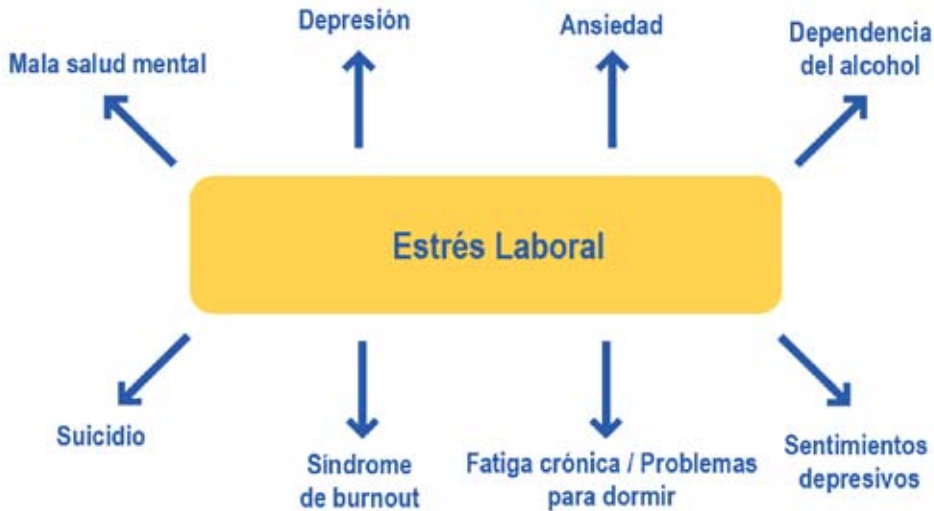 Depresión
Ansiedad
Dependencia
del alcohol
Mala salud mental
Estrés Laboral
Suicidio
Síndrome
de burnout
Fatiga crónica / Problemas
para dormir
Sentimientos
depresivos